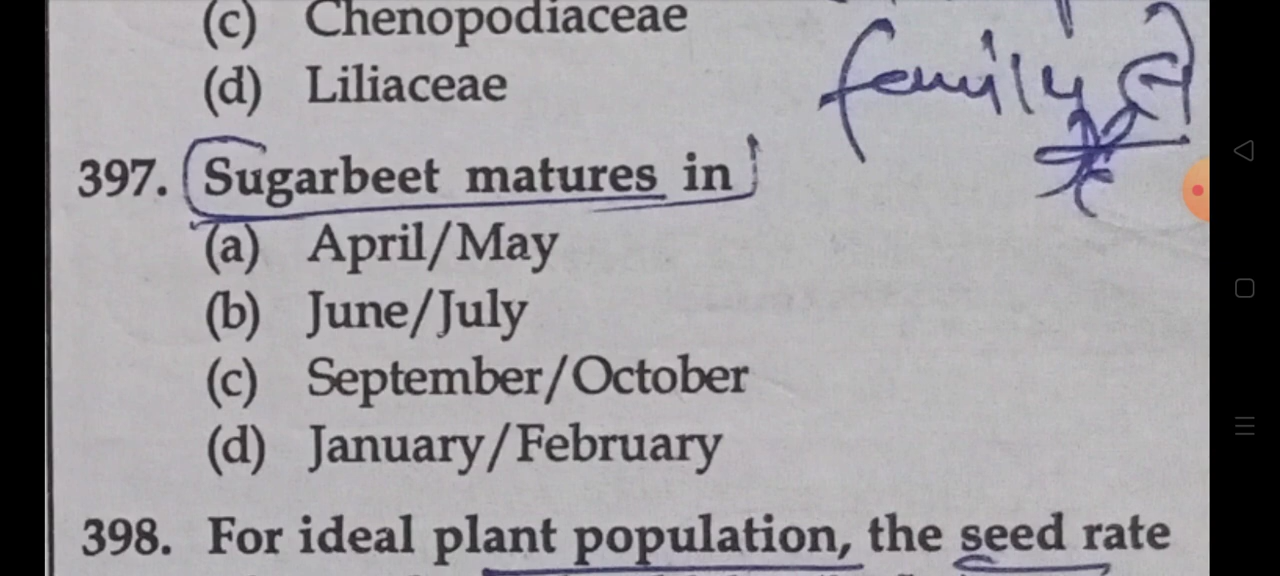 (c) Chenopodiaceae
(d) Liliaceae
family
397. Sugarbeet matures in
(a) April/May
(b) June/July
(c) September/October
(d) January/February
398. For ideal plant population, the seed rate